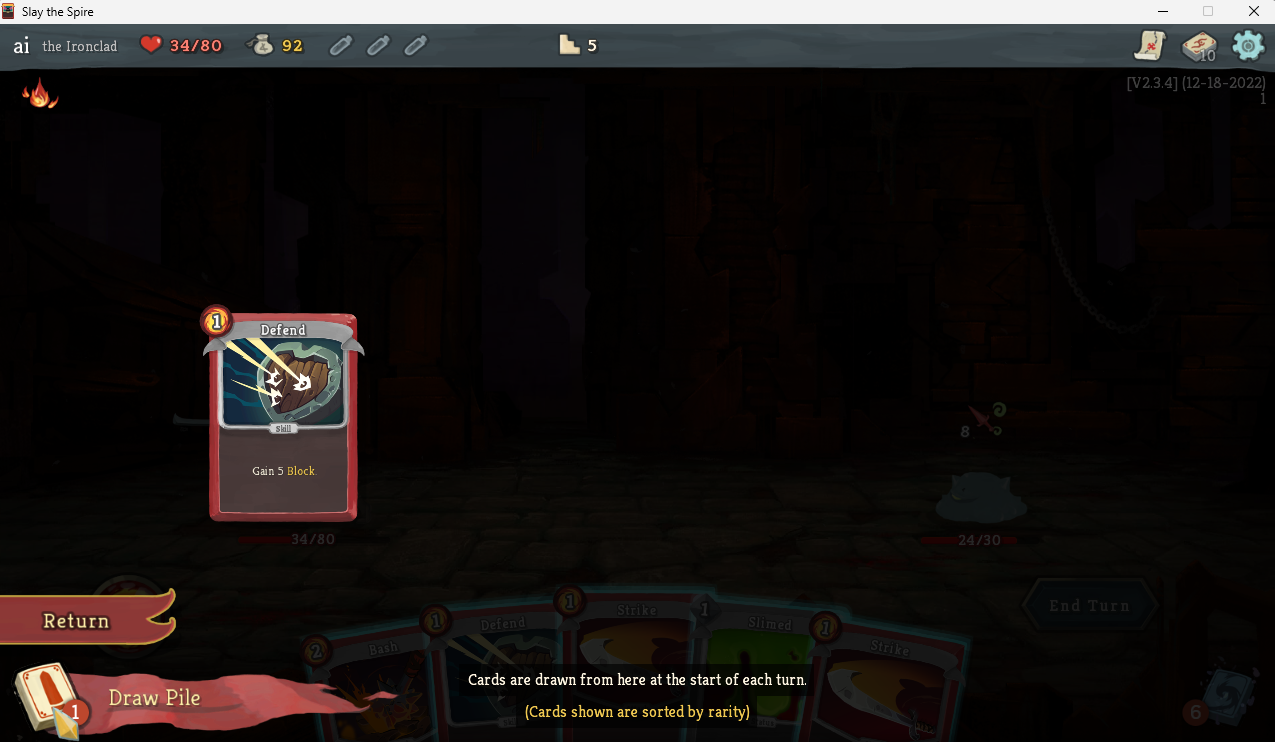 Slay the Spire
ai the Ironclad 34/80 92 5
10
[V2.3.4] (12-18-2022)
1
1
Defend
Skill
Gain 5 Block.
8
34/80
24/30
Return
End Turn
2 Bash
1 Defend
1 Strike
1 Slimed
1 Strike
Cards are drawn from here at the start of each turn.
Draw Pile
1
(Cards shown are sorted by rarity)
6